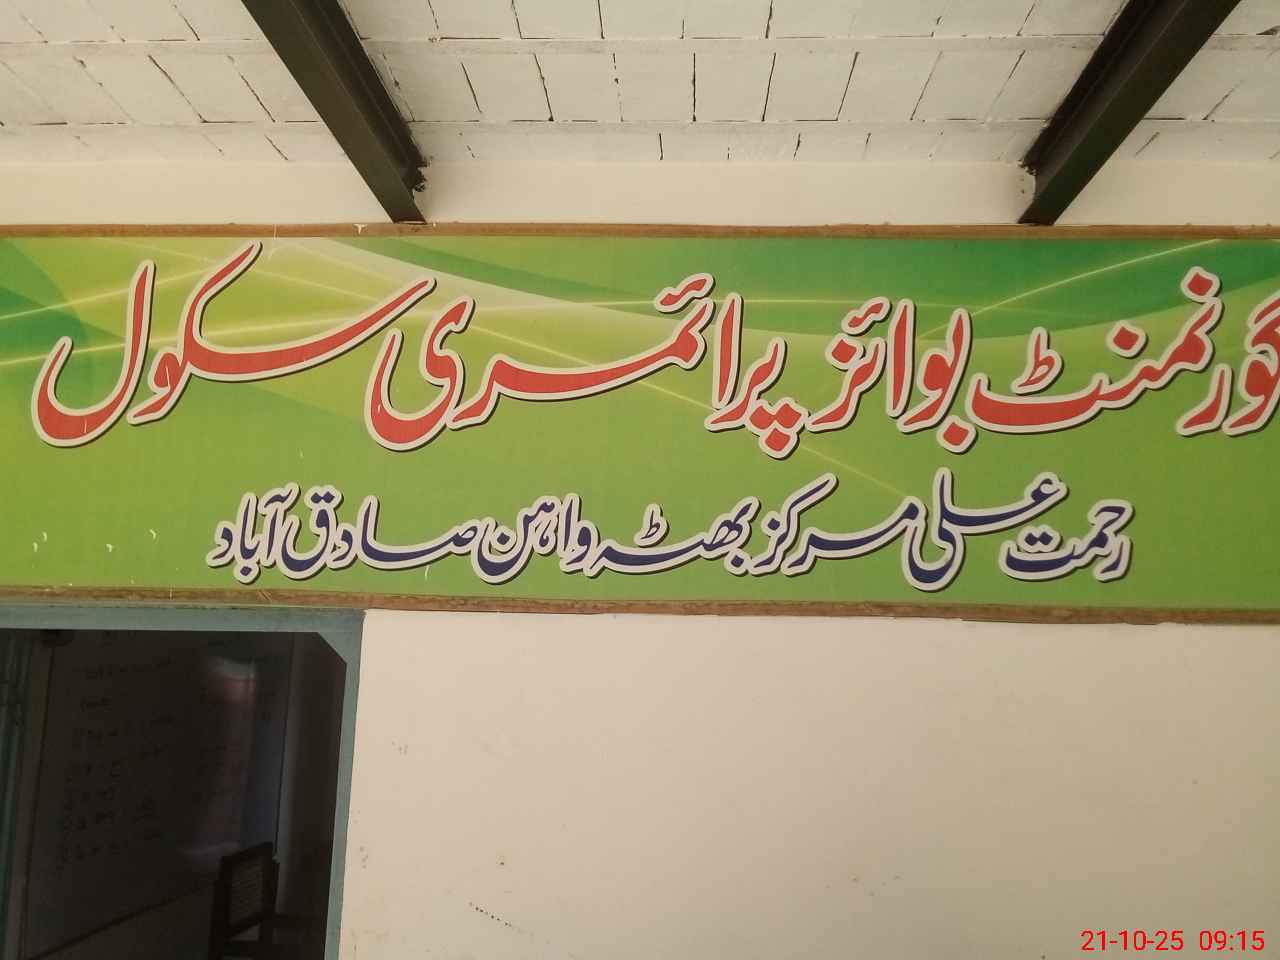 گورنمنٹ بوائز پرائمری سکول
رحمت علی مرکز بھٹہ واہن صادق آباد
21-10-25 09:15